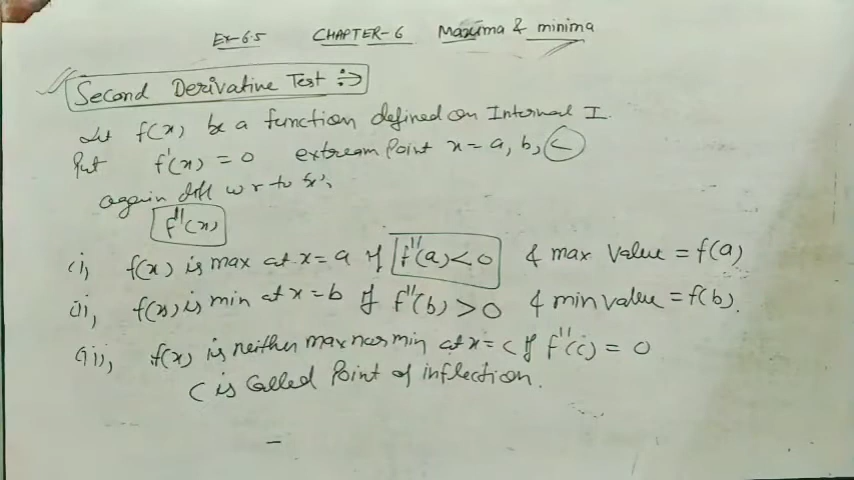 Ex-6.5 CHAPTER-6 Maxima & minima
Second Derivative Test :→
Let f(x) be a function defined on Interval I.
Put f'(x) = 0 extream Point x = a, b, c
again diff w r to 'x',
f''(x)
(i), f(x) is max at x = a if f''(a) < 0 & max value = f(a)
(ii), f(x) is min at x = b if f''(b) > 0 & min value = f(b).
(iii), f(x) is neither max nor min at x = c if f''(c) = 0
C is Called Point of inflection.